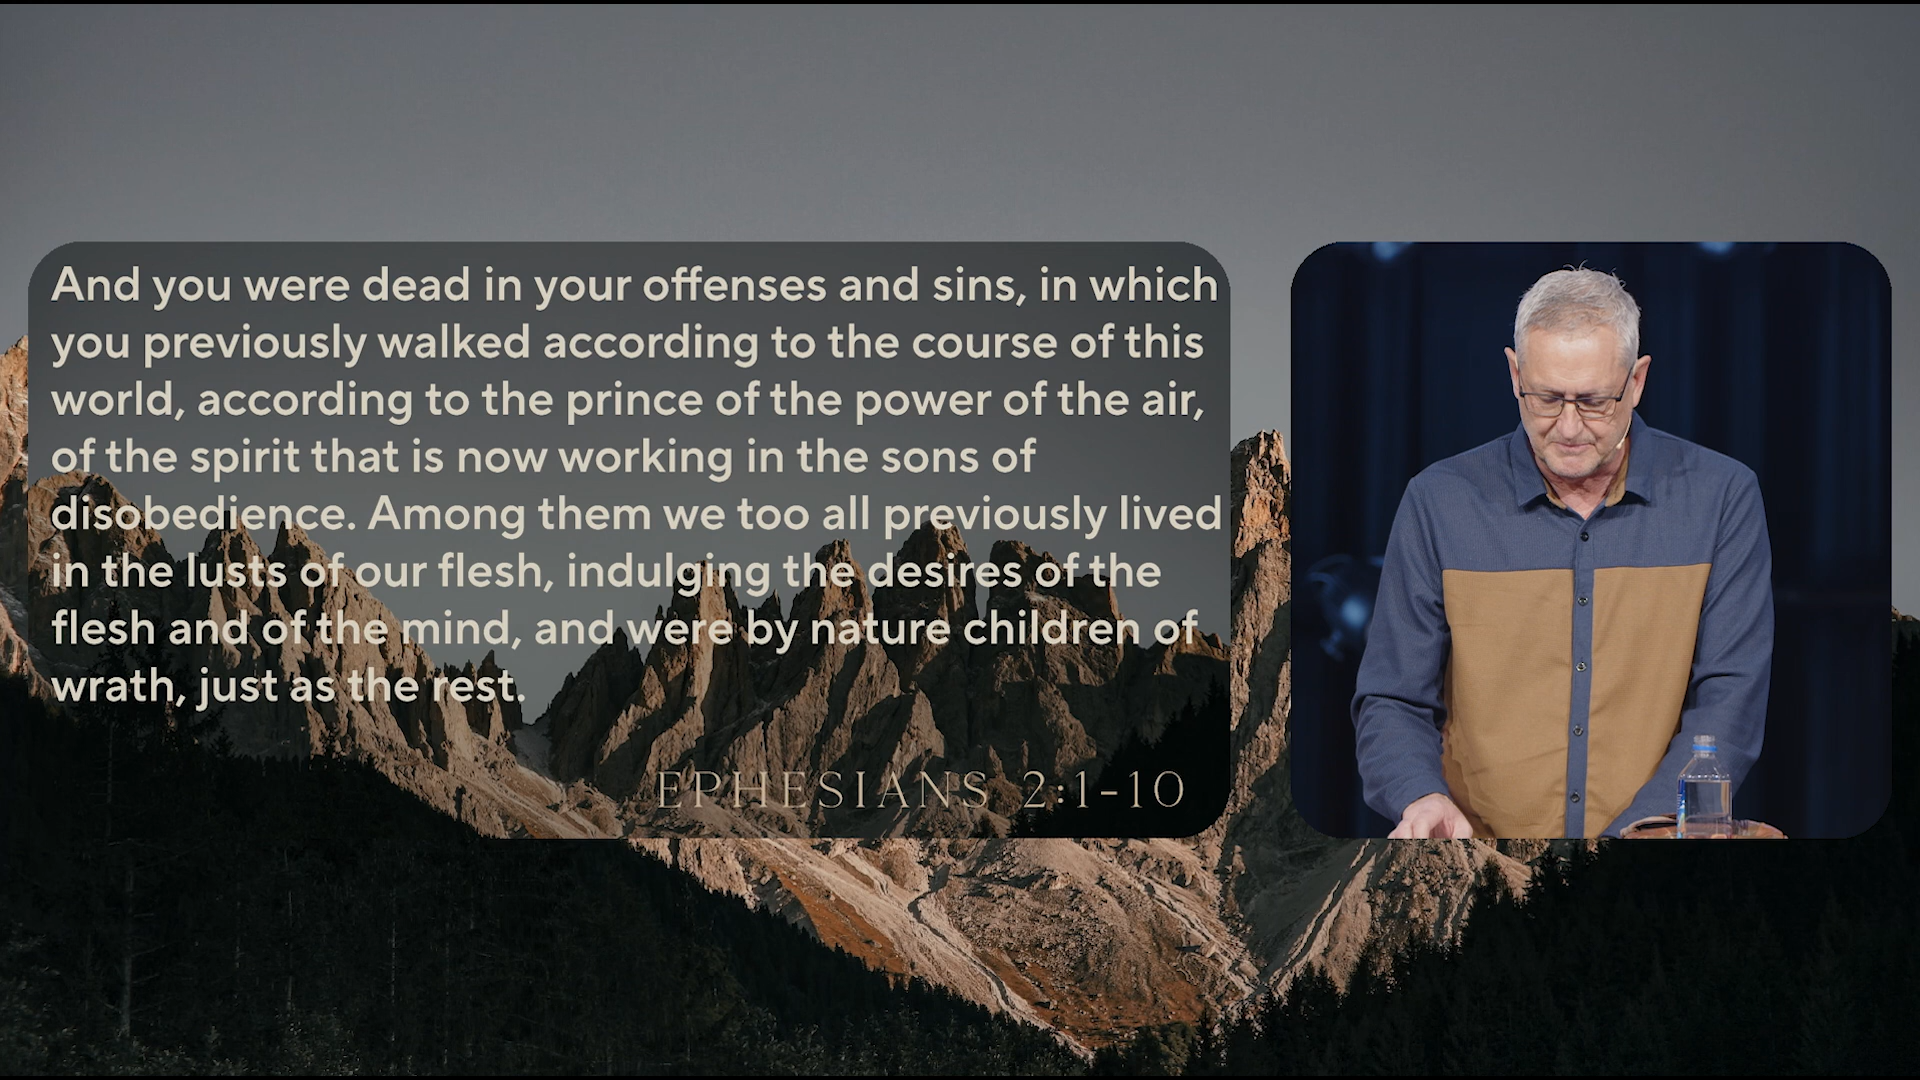 And you were dead in your offenses and sins, in which
you previously walked according to the course of this
world, according to the prince of the power of the air,
of the spirit that is now working in the sons of
disobedience. Among them we too all previously lived
in the lusts of our flesh, indulging the desires of the
flesh and of the mind, and were by nature children of
wrath, just as the rest.
EPHESIANS 2:1-10